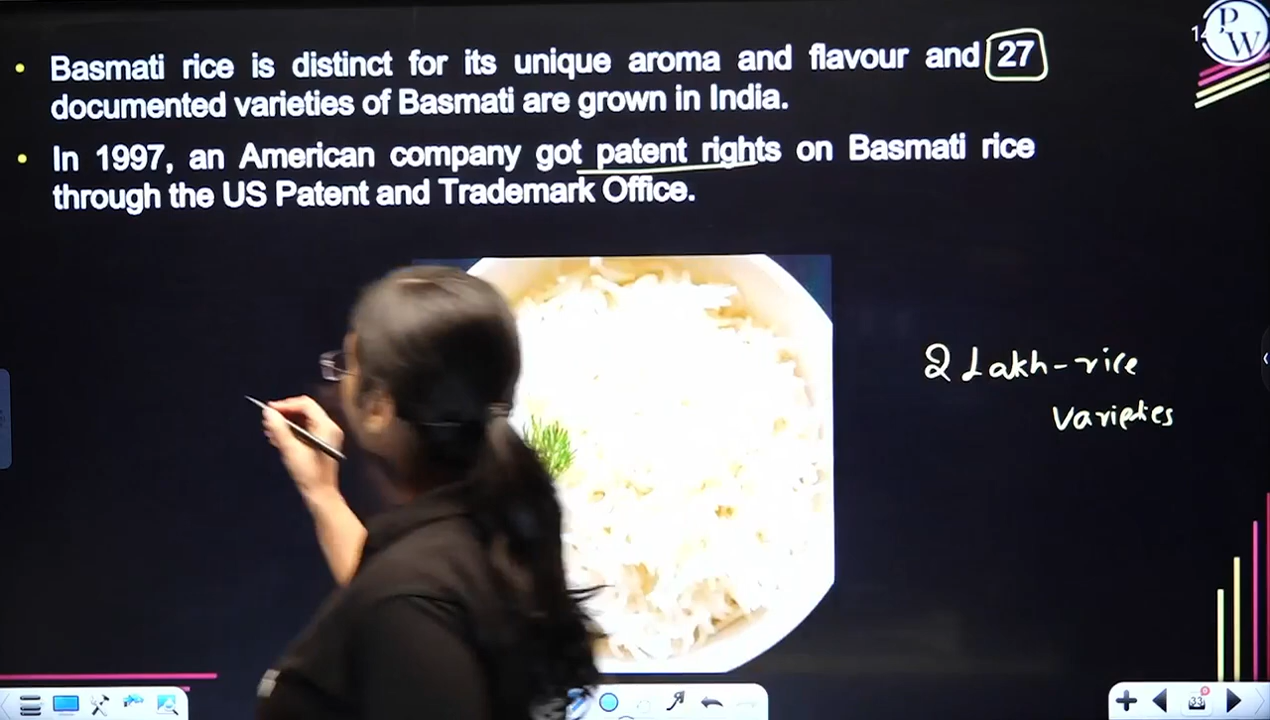 • Basmati rice is distinct for its unique aroma and flavour and 27
documented varieties of Basmati are grown in India.
• In 1997, an American company got patent rights on Basmati rice
through the US Patent and Trademark Office.
PW
2 Lakh-rice
Varieties
33